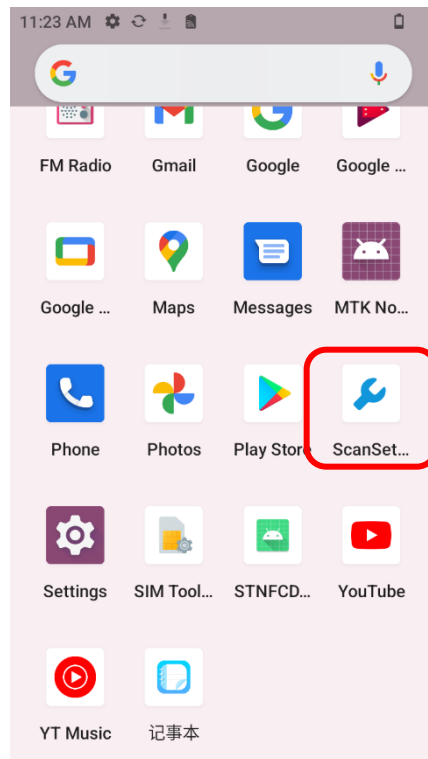 11:23 AM
FM Radio Gmail Google Google ...
Google ... Maps Messages MTK No...
Phone Photos Play Store ScanSet...
Settings SIM Tool... STNFCD... YouTube
YT Music 记事本